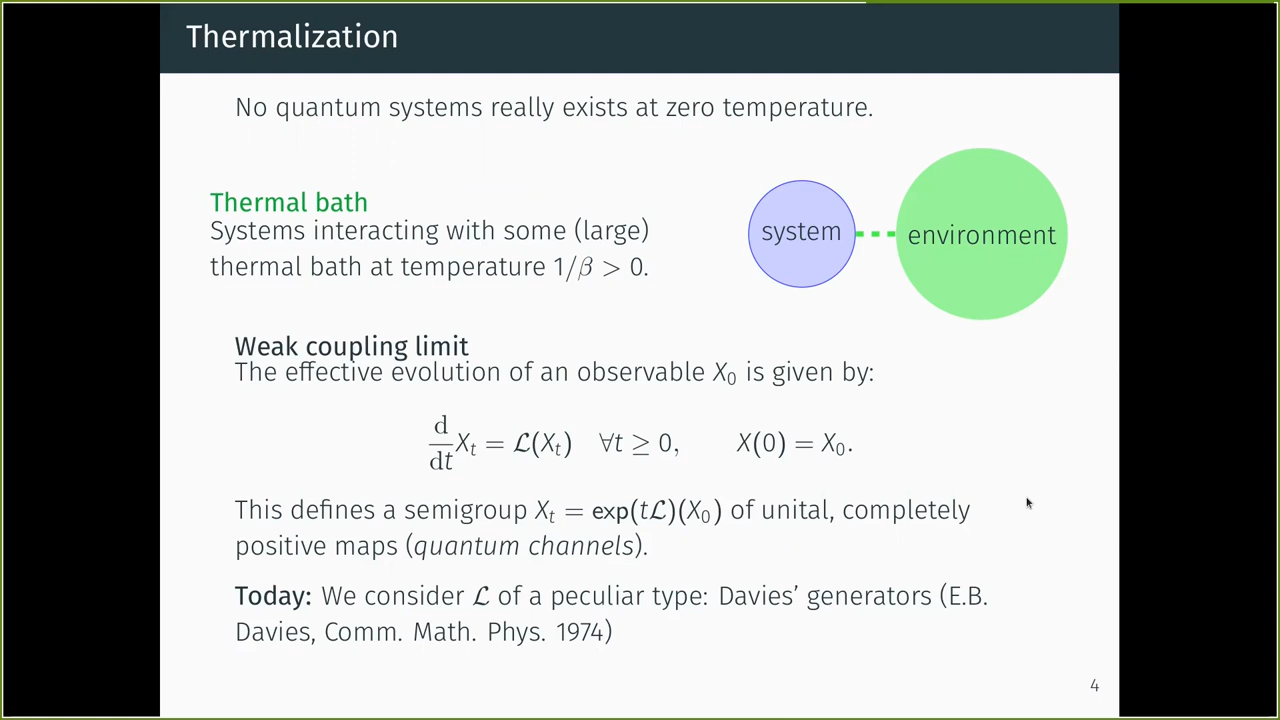 Thermalization
No quantum systems really exists at zero temperature.
Thermal bath
Systems interacting with some (large)
thermal bath at temperature 1/β > 0.
system
environment
Weak coupling limit
The effective evolution of an observable X₀ is given by:
d/dt Xₜ = ℒ(Xₜ) ∀t ≥ 0, X(0) = X₀.
This defines a semigroup Xₜ = exp(tℒ)(X₀) of unital, completely
positive maps (quantum channels).
Today: We consider ℒ of a peculiar type: Davies' generators (E.B.
Davies, Comm. Math. Phys. 1974)
4